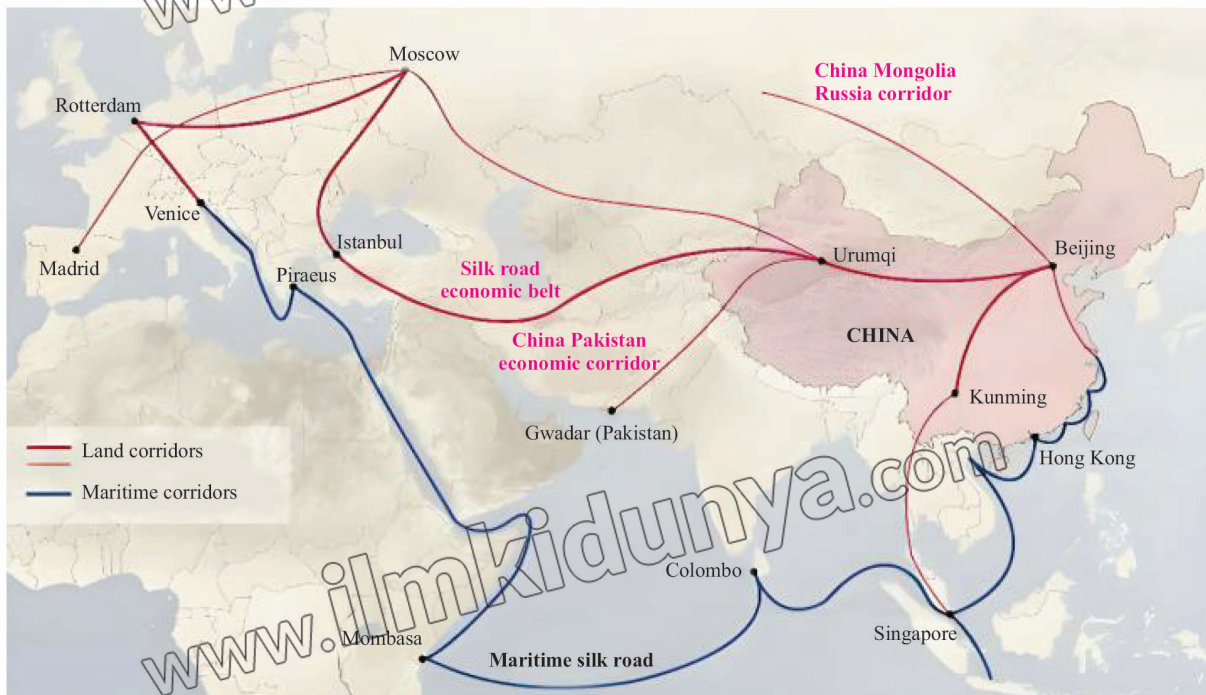 www.
Moscow
China Mongolia
Russia corridor
Rotterdam
Venice
Istanbul
Madrid
Piraeus
Urumqi
Beijing
Silk road
economic belt
China Pakistan
economic corridor
CHINA
Kunming
Gwadar (Pakistan)
Hong Kong
Land corridors
Maritime corridors
www.ilmkidunya.com
Colombo
Singapore
Mombasa
Maritime silk road